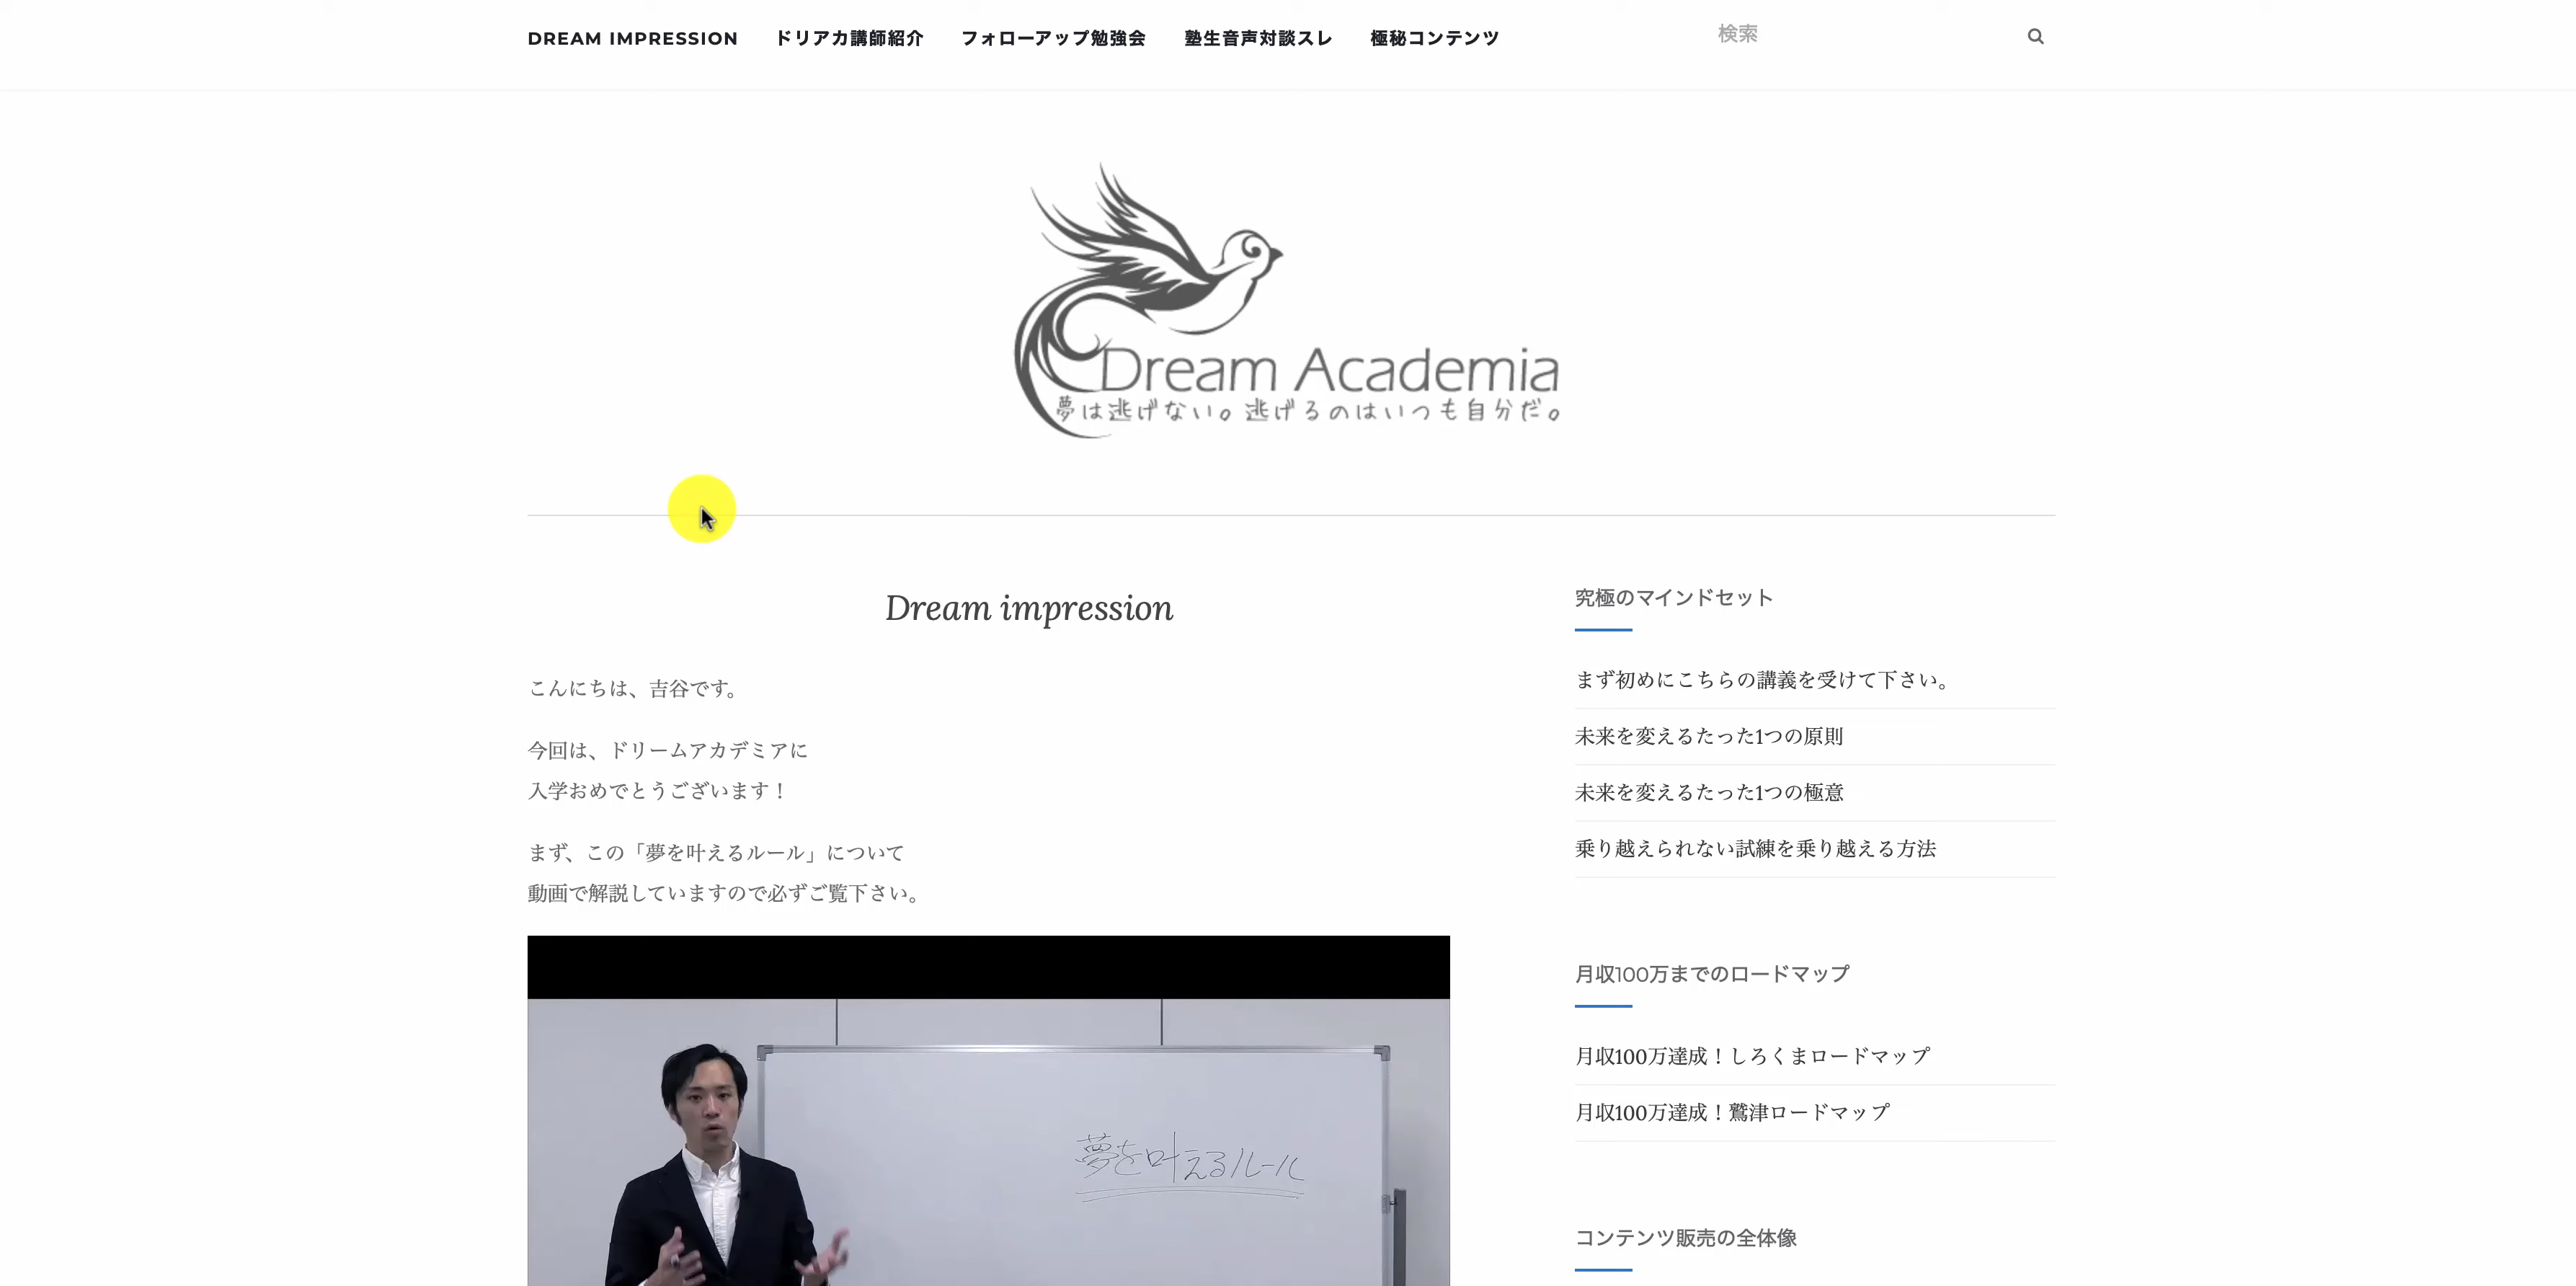 DREAM IMPRESSION
ドリアカ講師紹介
フォローアップ勉強会
塾生音声対談スレ
極秘コンテンツ
検索
Dream Academia
夢は逃げない。逃げるのはいつも自分だ。
Dream impression
こんにちは、吉谷です。
今回は、ドリームアカデミアに
入学おめでとうございます！
まず、この「夢を叶えるルール」について
動画で解説していますので必ずご覧下さい。
夢を叶えるルール
究極のマインドセット
まず初めにこちらの講義を受けて下さい。
未来を変えるたった1つの原則
未来を変えるたった1つの極意
乗り越えられない試練を乗り越える方法
月収100万までのロードマップ
月収100万達成！しろくまロードマップ
月収100万達成！鷲津ロードマップ
コンテンツ販売の全体像